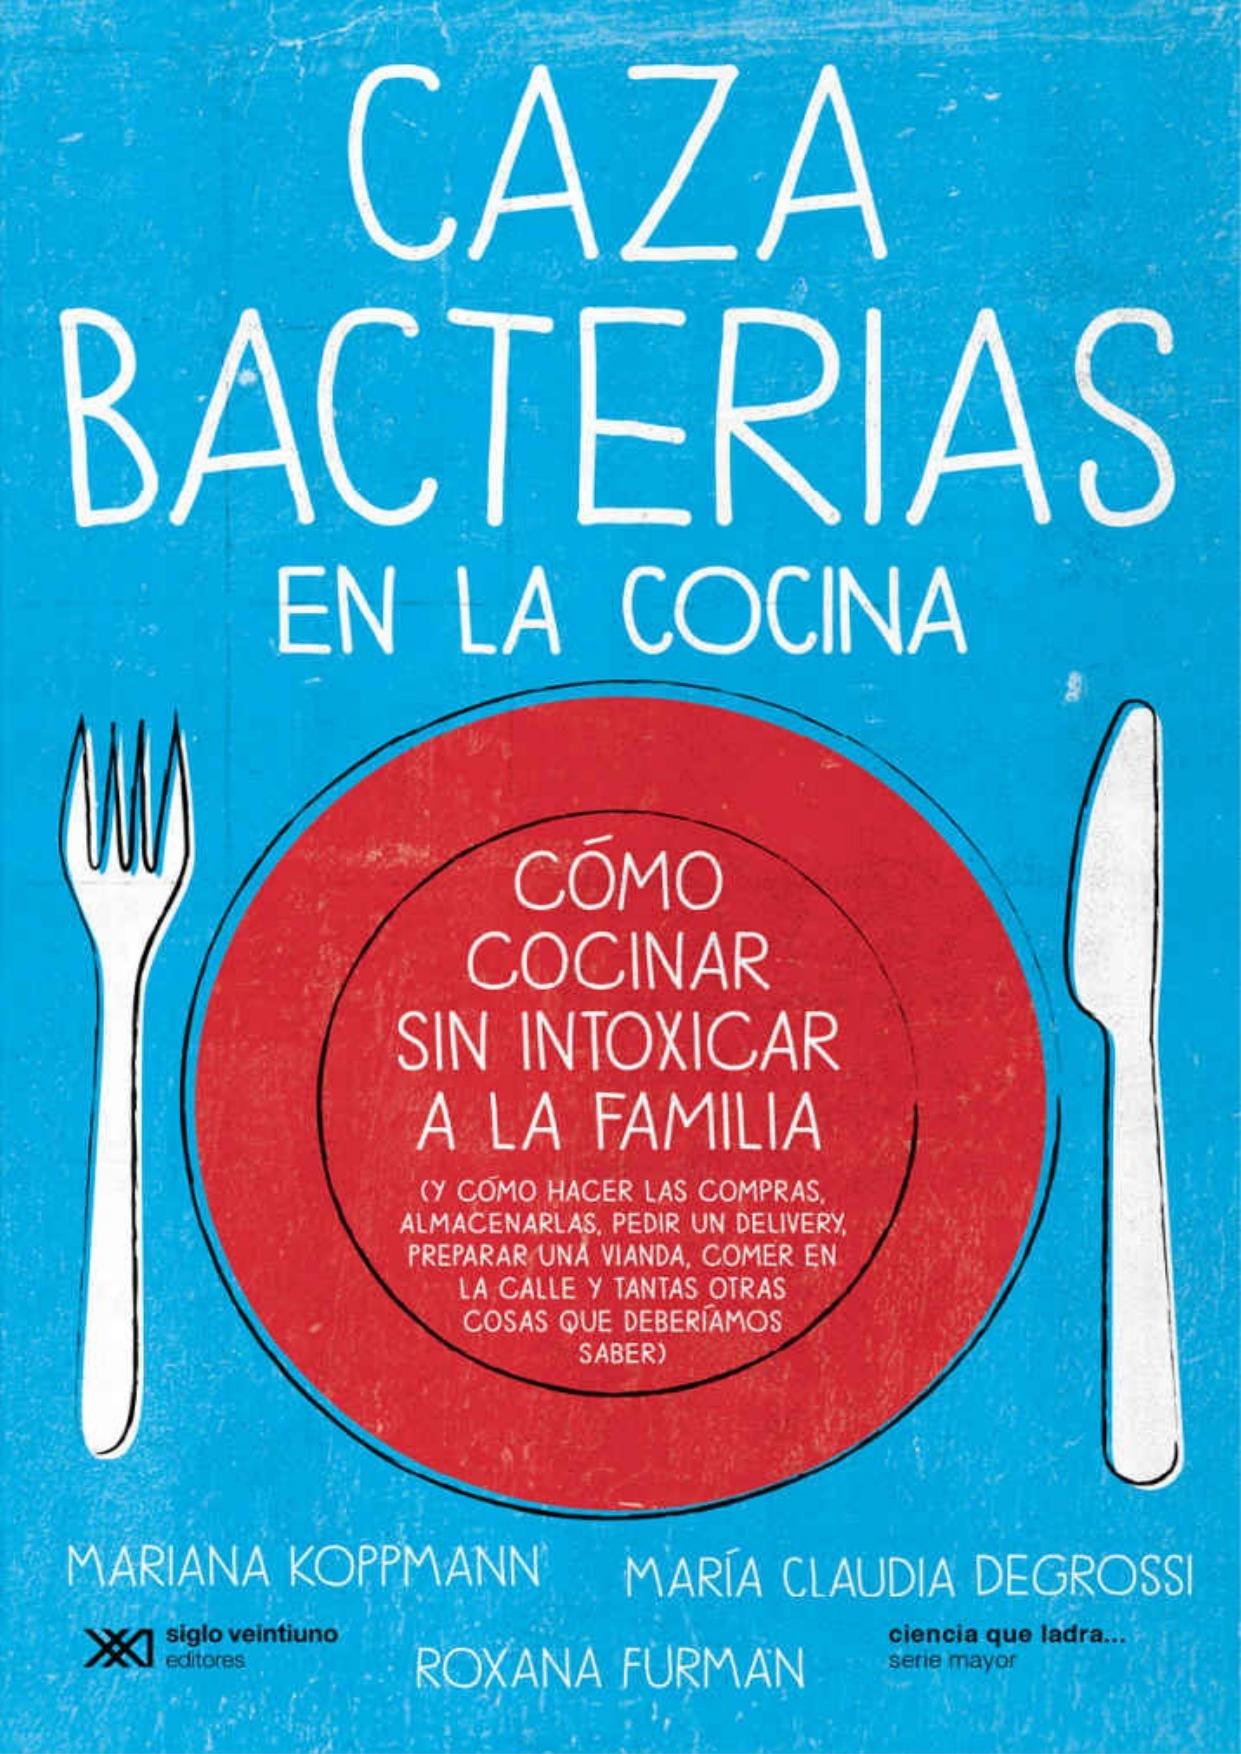 CAZA
BACTERIAS
EN LA COCINA
CÓMO
COCINAR
SIN INTOXICAR
A LA FAMILIA
(Y CÓMO HACER LAS COMPRAS,
ALMACENARLAS, PEDIR UN DELIVERY,
PREPARAR UNA VIANDA, COMER EN
LA CALLE Y TANTAS OTRAS
COSAS QUE DEBERÍAMOS
SABER)
MARIANA KOPPMANN
MARÍA CLAUDIA DEGROSSI
siglo veintiuno
editores
ROXANA FURMAN
ciencia que ladra...
serie mayor